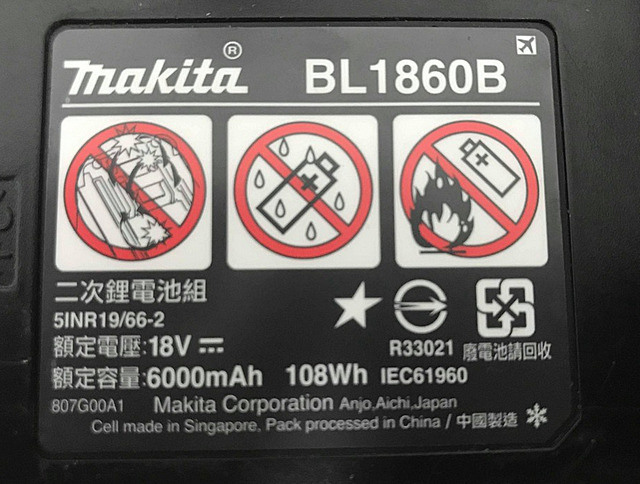 makita® BL1860B
二次鋰電池組
5INR19/66-2
額定電壓:18V
R33021 廢電池請回收
額定容量:6000mAh 108Wh IEC61960
807G00A1 Makita Corporation Anjo,Aichi,Japan
Cell made in Singapore, Pack processed in China / 中國製造